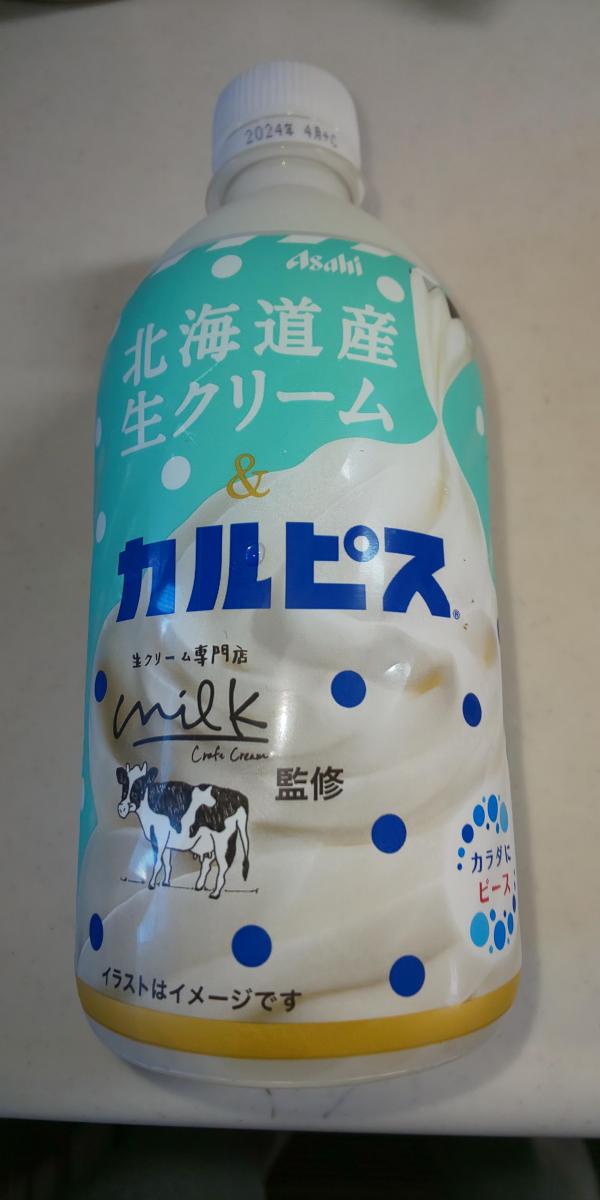 2024年 4月
Asahi
北海道産
生クリーム
&
カルピス®
生クリーム専門店
milk
Craft Cream
監修
カラダに
ピース
イラストはイメージです